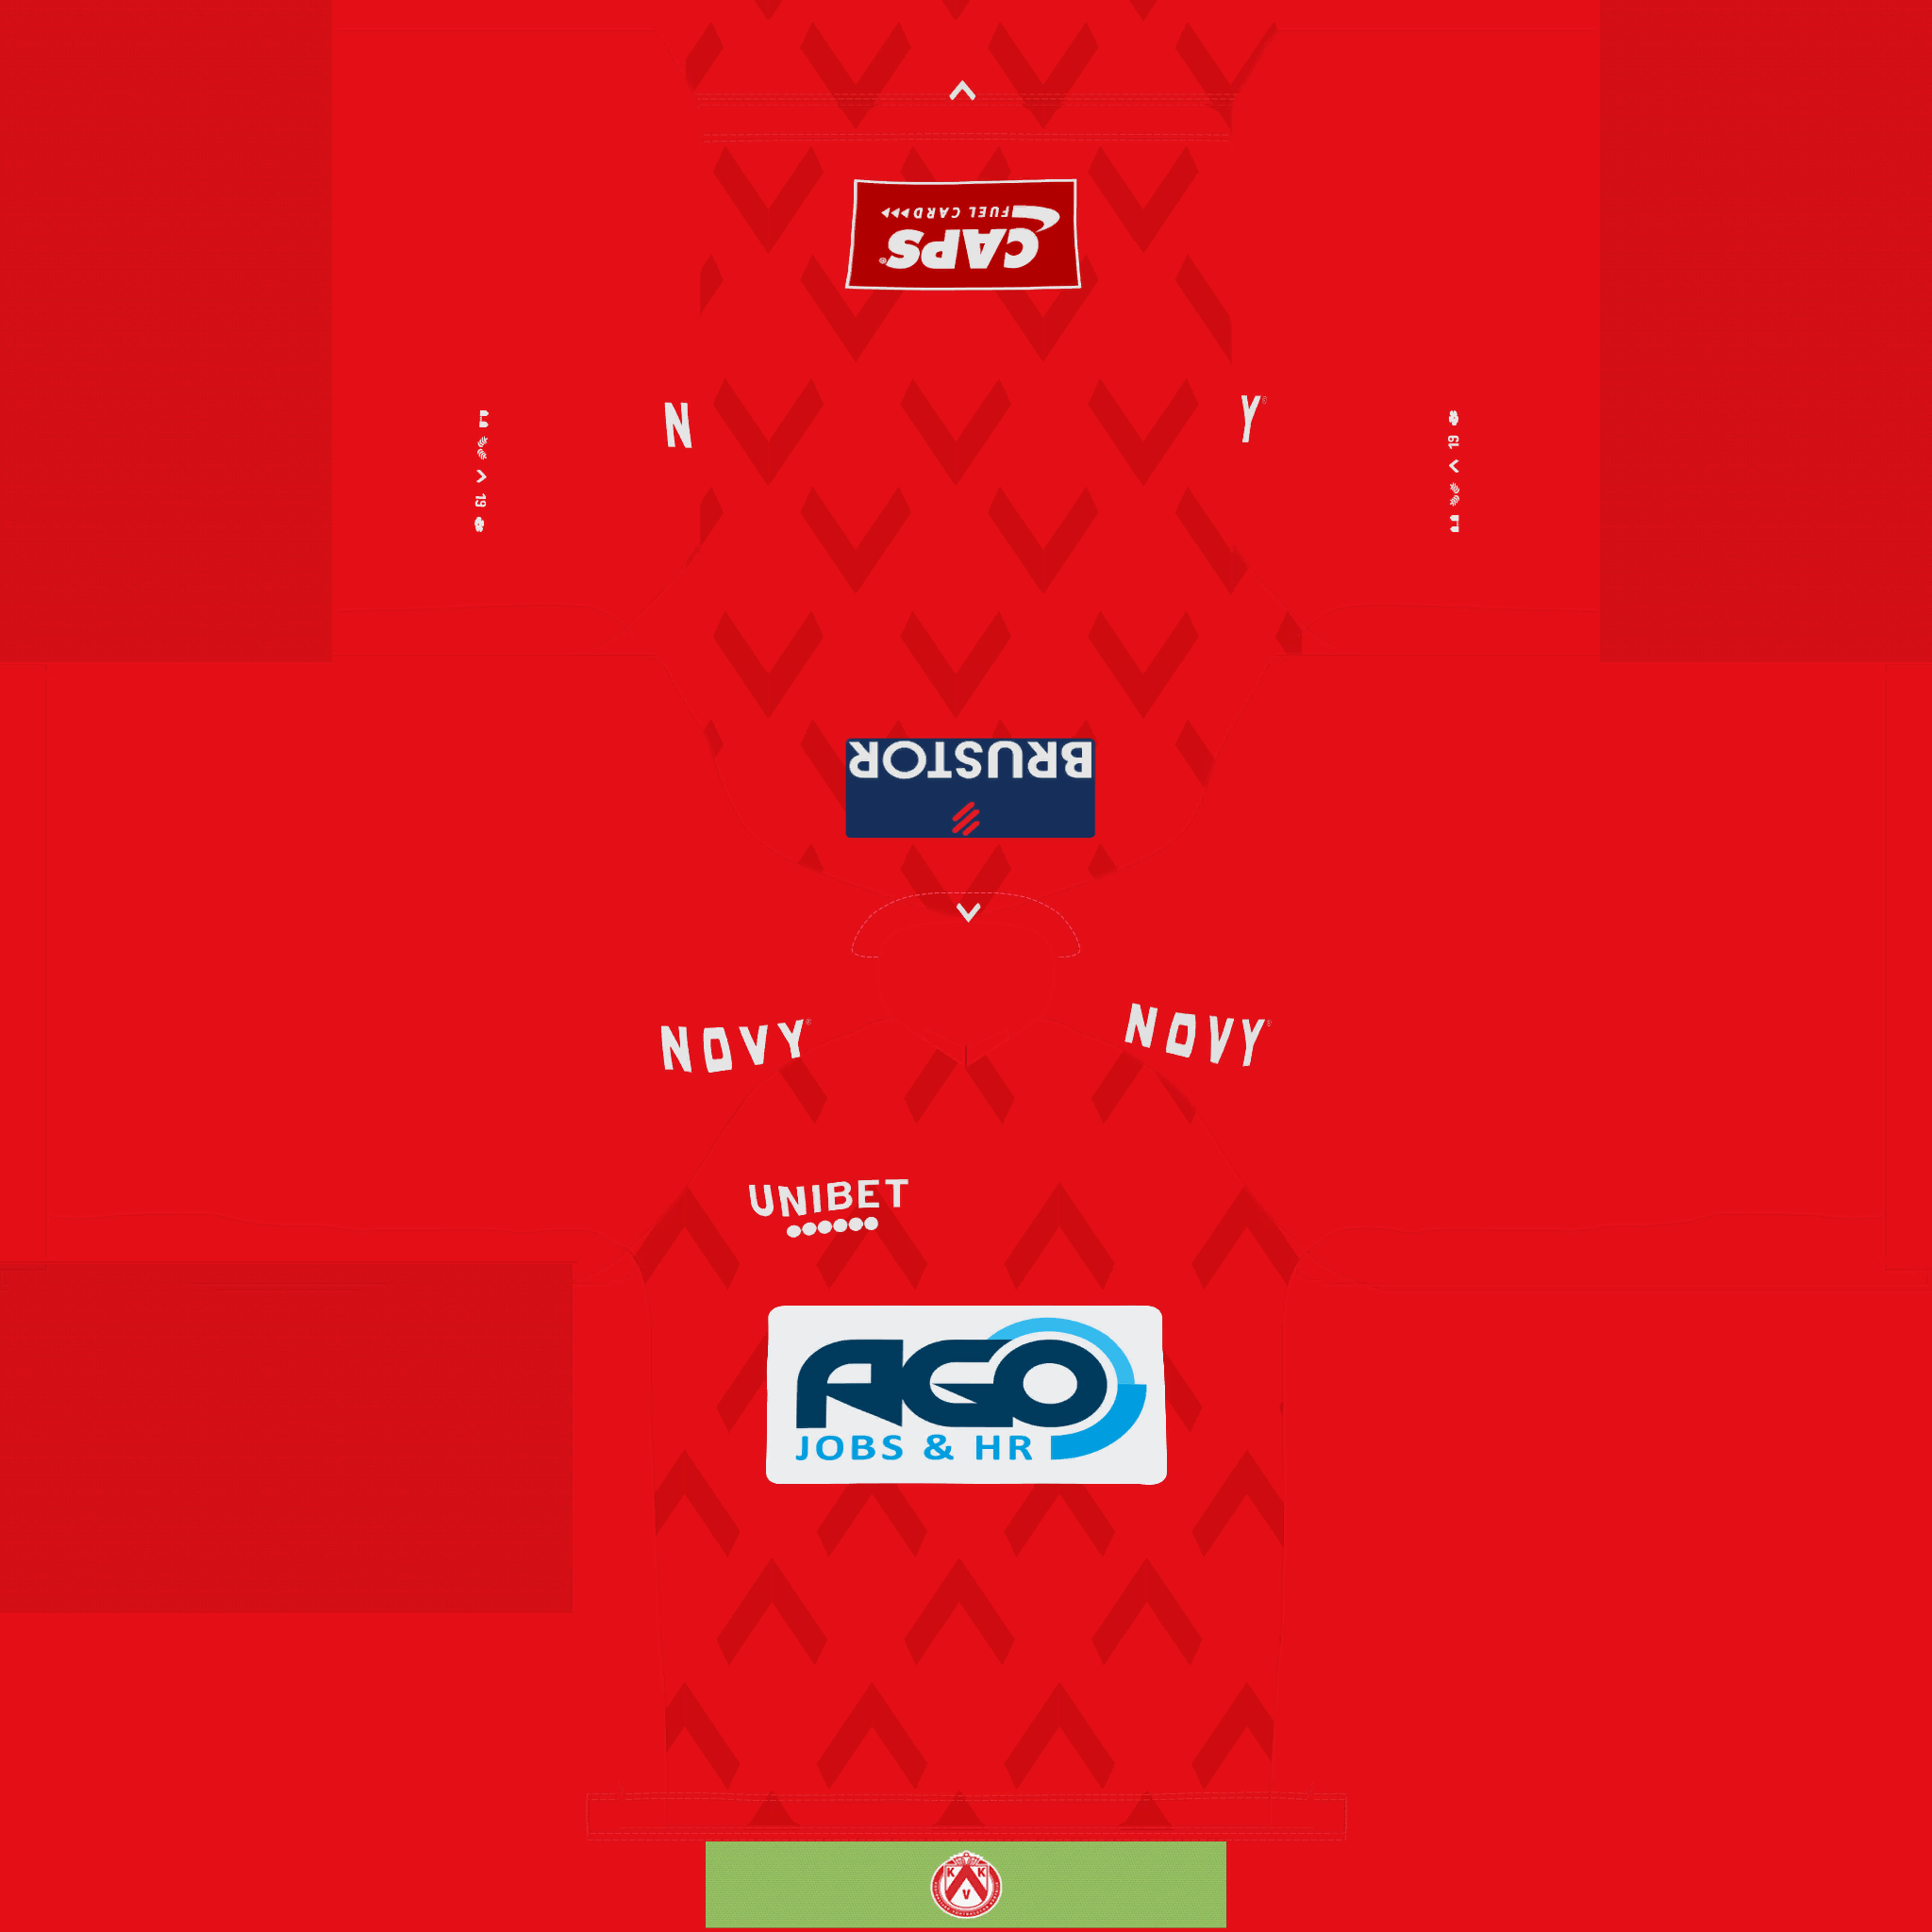 FUEL CARD
CAPS®
N
Y®
19
19
BRUSTOR
NOVY®
NOVY®
UNIBET
AGO
JOBS & HR
K K
V